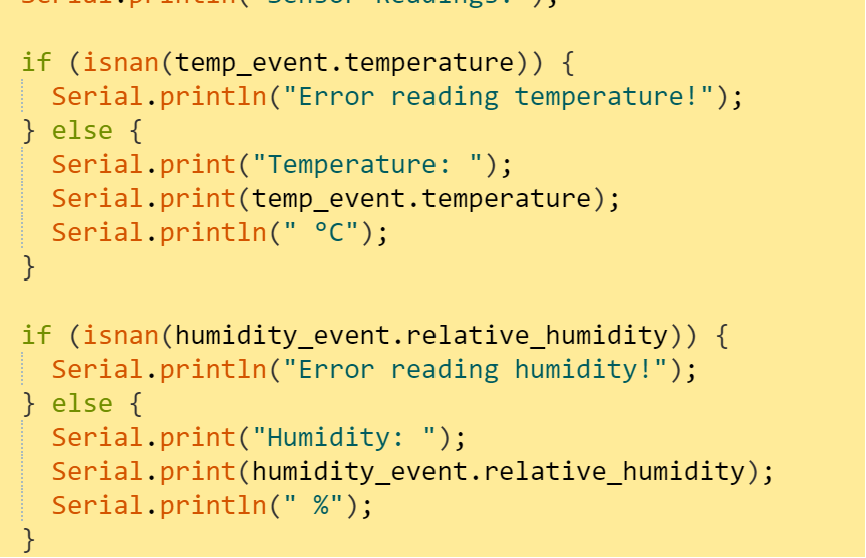 Serial.println("Sensor Readings:");
if (isnan(temp_event.temperature)) {
  Serial.println("Error reading temperature!");
} else {
  Serial.print("Temperature: ");
  Serial.print(temp_event.temperature);
  Serial.println(" °C");
}
if (isnan(humidity_event.relative_humidity)) {
  Serial.println("Error reading humidity!");
} else {
  Serial.print("Humidity: ");
  Serial.print(humidity_event.relative_humidity);
  Serial.println(" %");
}